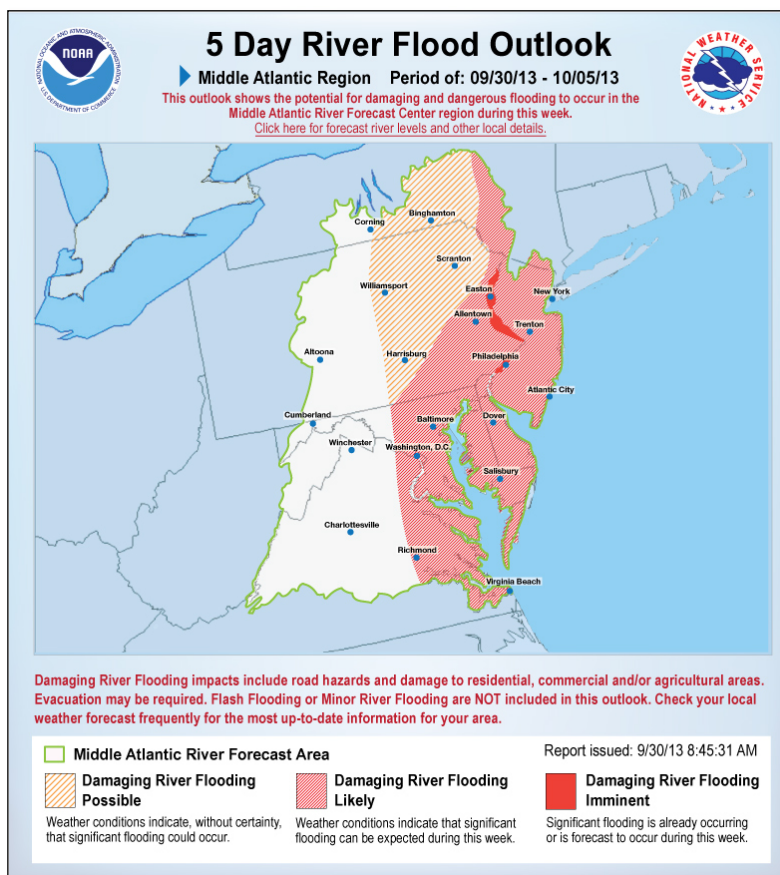 5 Day River Flood Outlook
Middle Atlantic Region Period of: 09/30/13 - 10/05/13
This outlook shows the potential for damaging and dangerous flooding to occur in the
Middle Atlantic River Forecast Center region during this week.
Click here for forecast river levels and other local details.
NATIONAL OCEANIC AND ATMOSPHERIC ADMINISTRATION
NOAA
U.S. DEPARTMENT OF COMMERCE
NATIONAL WEATHER SERVICE
Binghamton
Corning
Scranton
Williamsport
Easton
New York
Allentown
Trenton
Altoona
Harrisburg
Philadelphia
Atlantic City
Cumberland
Baltimore
Dover
Winchester
Washington, D.C.
Salisbury
Charlottesville
Richmond
Virginia Beach
Damaging River Flooding impacts include road hazards and damage to residential, commercial and/or agricultural areas.
Evacuation may be required. Flash Flooding or Minor River Flooding are NOT included in this outlook. Check your local
weather forecast frequently for the most up-to-date information for your area.
Middle Atlantic River Forecast Area
Report issued: 9/30/13 8:45:31 AM
Damaging River Flooding
Possible
Weather conditions indicate, without certainty,
that significant flooding could occur.
Damaging River Flooding
Likely
Weather conditions indicate that significant
flooding can be expected during this week.
Damaging River Flooding
Imminent
Significant flooding is already occurring
or is forecast to occur during this week.